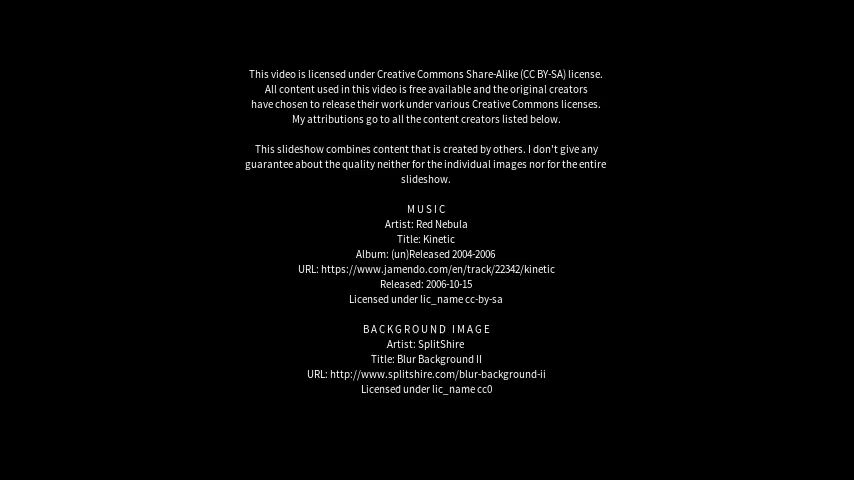 This video is licensed under Creative Commons Share-Alike (CC BY-SA) license.
All content used in this video is free available and the original creators
have chosen to release their work under various Creative Commons licenses.
My attributions go to all the content creators listed below.
This slideshow combines content that is created by others. I don't give any
guarantee about the quality neither for the individual images nor for the entire
slideshow.
MUSIC
Artist: Red Nebula
Title: Kinetic
Album: (un)Released 2004-2006
URL: https://www.jamendo.com/en/track/22342/kinetic
Released: 2006-10-15
Licensed under lic_name cc-by-sa
BACKGROUND IMAGE
Artist: SplitShire
Title: Blur Background II
URL: http://www.splitshire.com/blur-background-ii
Licensed under lic_name cc0